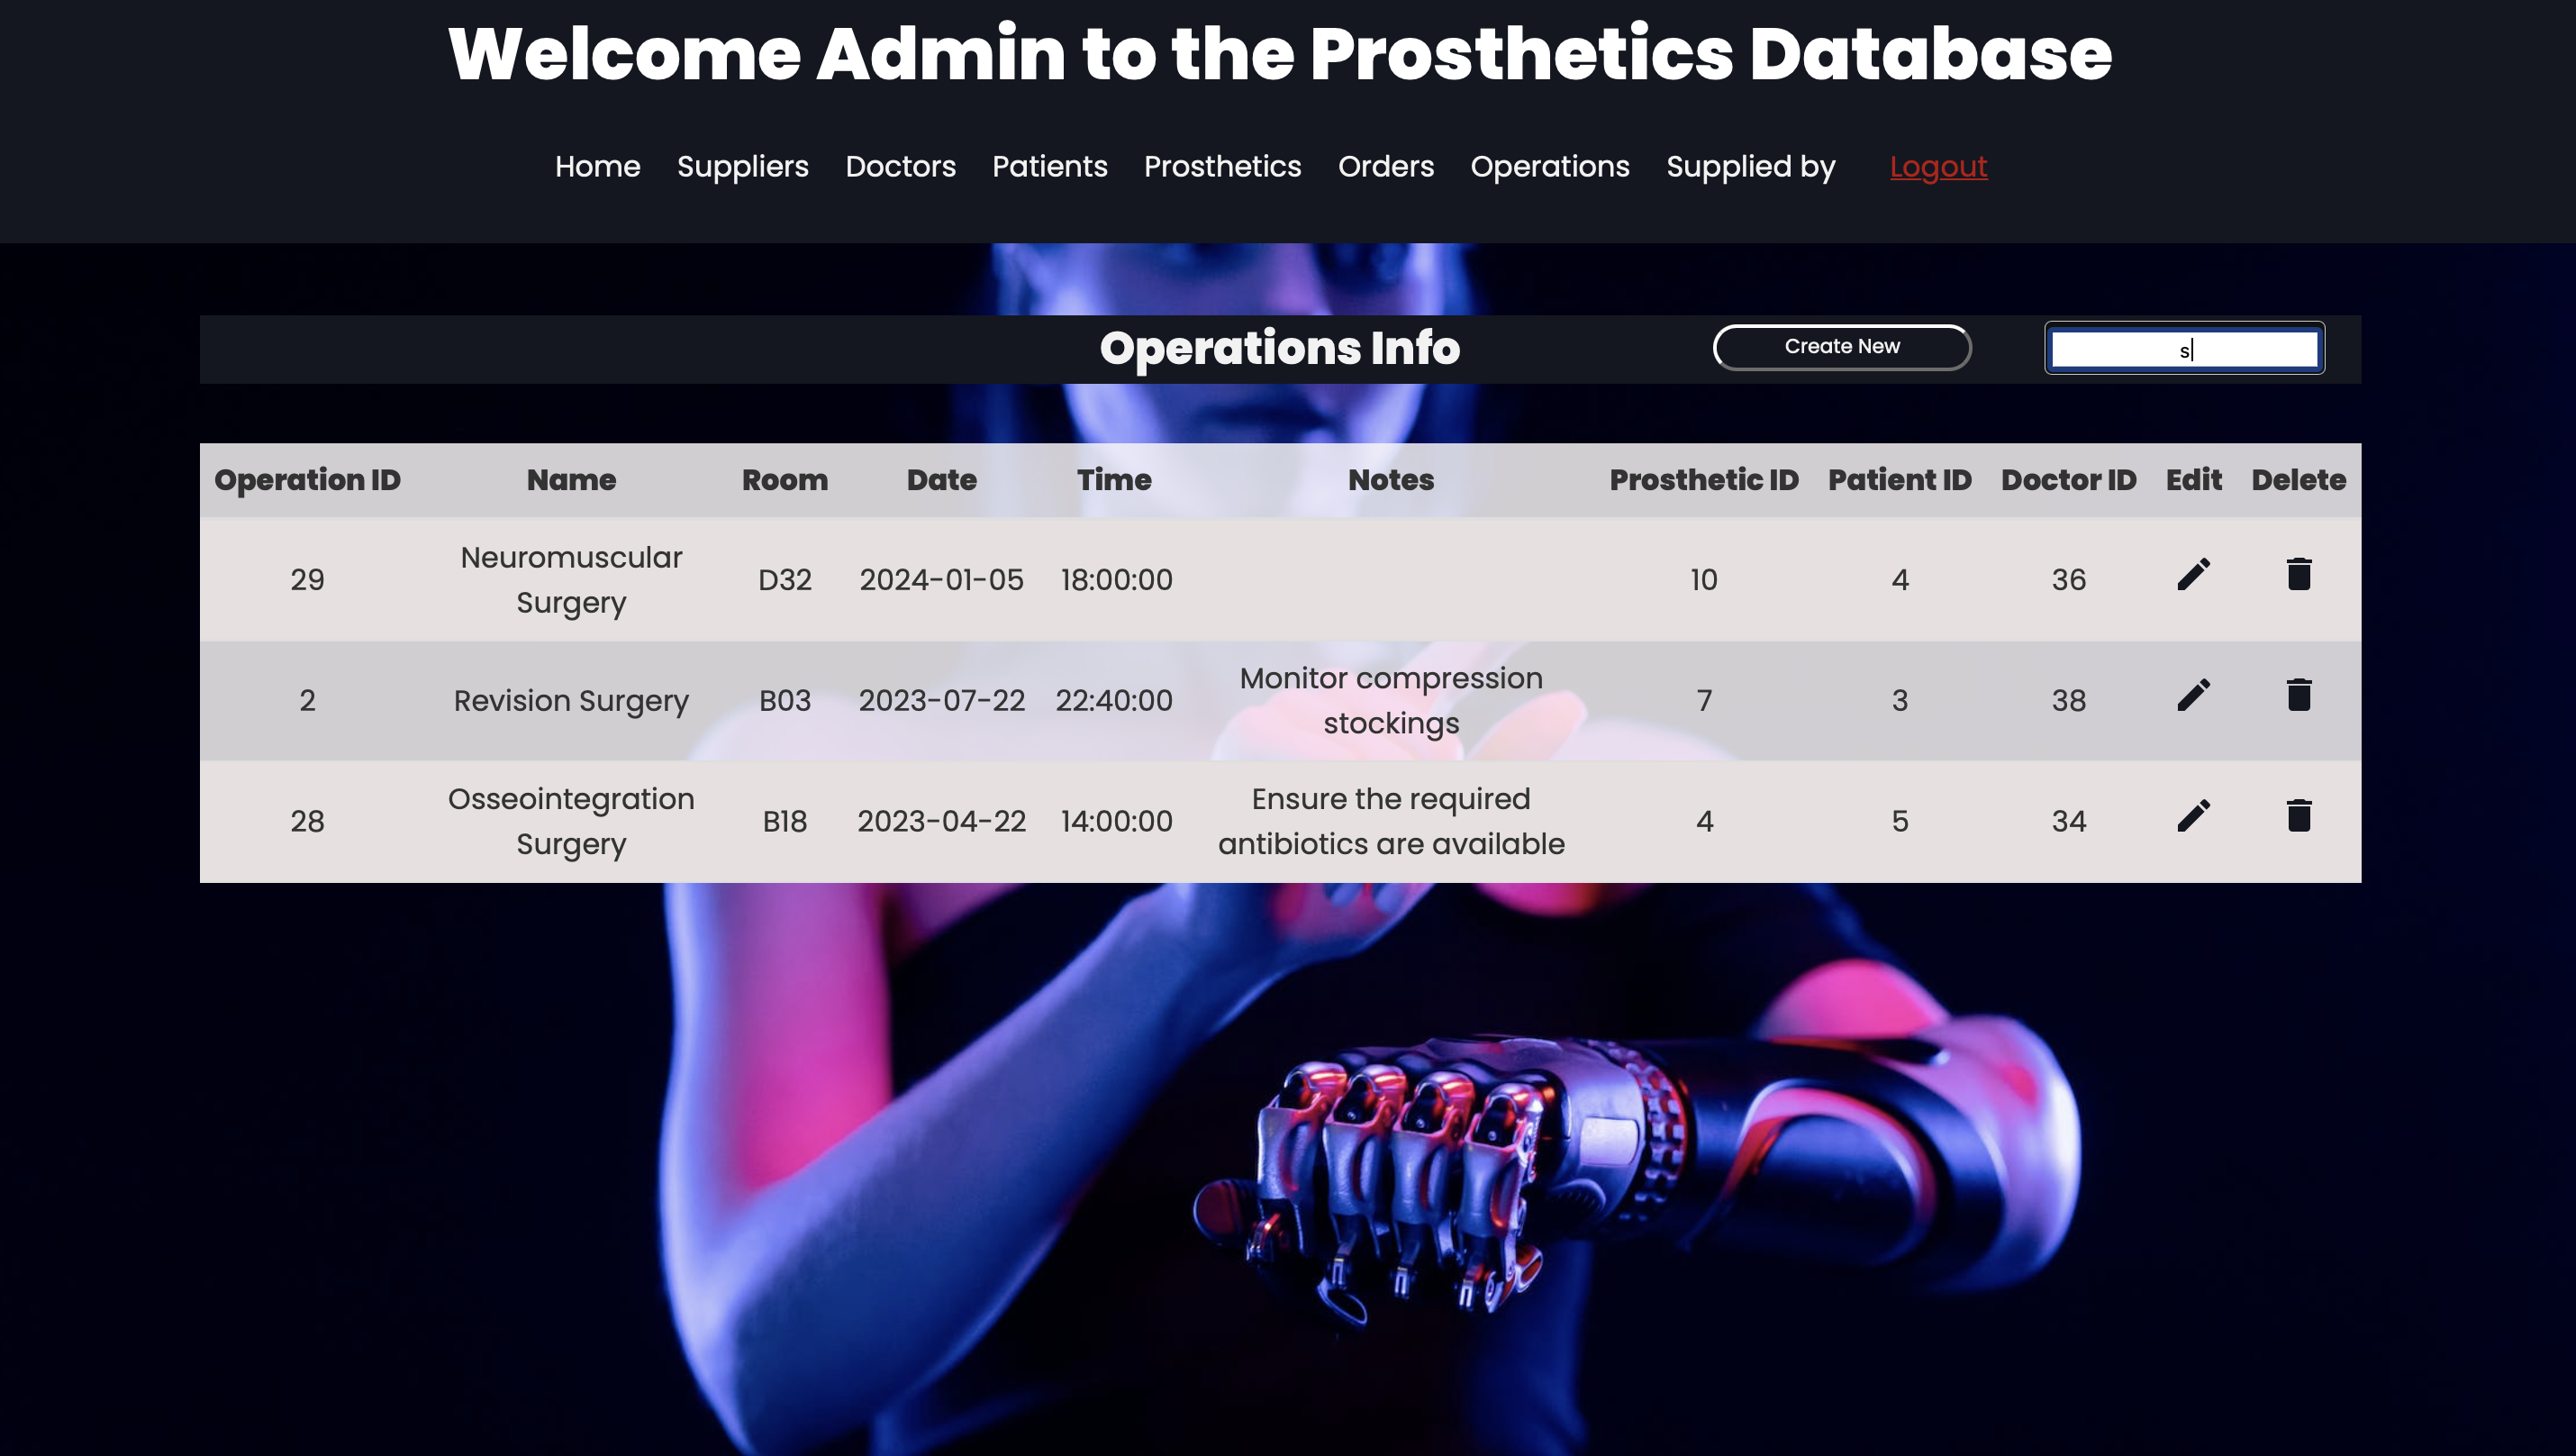 Welcome Admin to the Prosthetics Database
Home Suppliers Doctors Patients Prosthetics Orders Operations Supplied by Logout
Operations Info Create New s
Operation ID Name Room Date Time Notes Prosthetic ID Patient ID Doctor ID Edit Delete
29 Neuromuscular Surgery D32 2024-01-05 18:00:00 10 4 36
2 Revision Surgery B03 2023-07-22 22:40:00 Monitor compression stockings 7 3 38
28 Osseointegration Surgery B18 2023-04-22 14:00:00 Ensure the required antibiotics are available 4 5 34